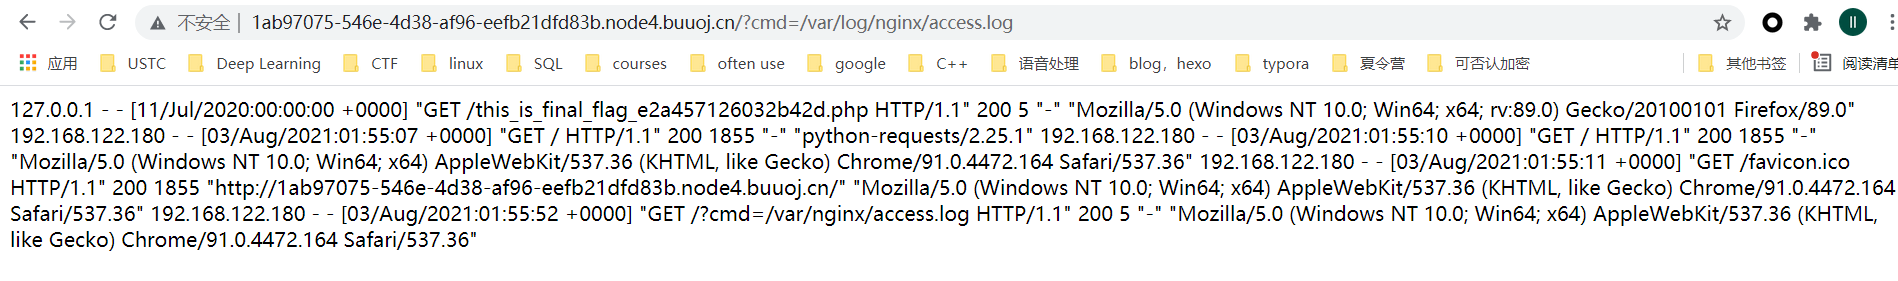 不安全 | 1ab97075-546e-4d38-af96-eefb21dfd83b.node4.buuoj.cn/?cmd=/var/log/nginx/access.log
II
应用 USTC Deep Learning CTF linux SQL courses often use google C++ 语音处理 blog，hexo typora 夏令营 可否认加密 其他书签 阅读清单
127.0.0.1 - - [11/Jul/2020:00:00:00 +0000] "GET /this_is_final_flag_e2a457126032b42d.php HTTP/1.1" 200 5 "-" "Mozilla/5.0 (Windows NT 10.0; Win64; x64; rv:89.0) Gecko/20100101 Firefox/89.0"
192.168.122.180 - - [03/Aug/2021:01:55:07 +0000] "GET / HTTP/1.1" 200 1855 "-" "python-requests/2.25.1" 192.168.122.180 - - [03/Aug/2021:01:55:10 +0000] "GET / HTTP/1.1" 200 1855 "-"
"Mozilla/5.0 (Windows NT 10.0; Win64; x64) AppleWebKit/537.36 (KHTML, like Gecko) Chrome/91.0.4472.164 Safari/537.36" 192.168.122.180 - - [03/Aug/2021:01:55:11 +0000] "GET /favicon.ico
HTTP/1.1" 200 1855 "http://1ab97075-546e-4d38-af96-eefb21dfd83b.node4.buuoj.cn/" "Mozilla/5.0 (Windows NT 10.0; Win64; x64) AppleWebKit/537.36 (KHTML, like Gecko) Chrome/91.0.4472.164
Safari/537.36" 192.168.122.180 - - [03/Aug/2021:01:55:52 +0000] "GET /?cmd=/var/nginx/access.log HTTP/1.1" 200 5 "-" "Mozilla/5.0 (Windows NT 10.0; Win64; x64) AppleWebKit/537.36 (KHTML,
like Gecko) Chrome/91.0.4472.164 Safari/537.36"